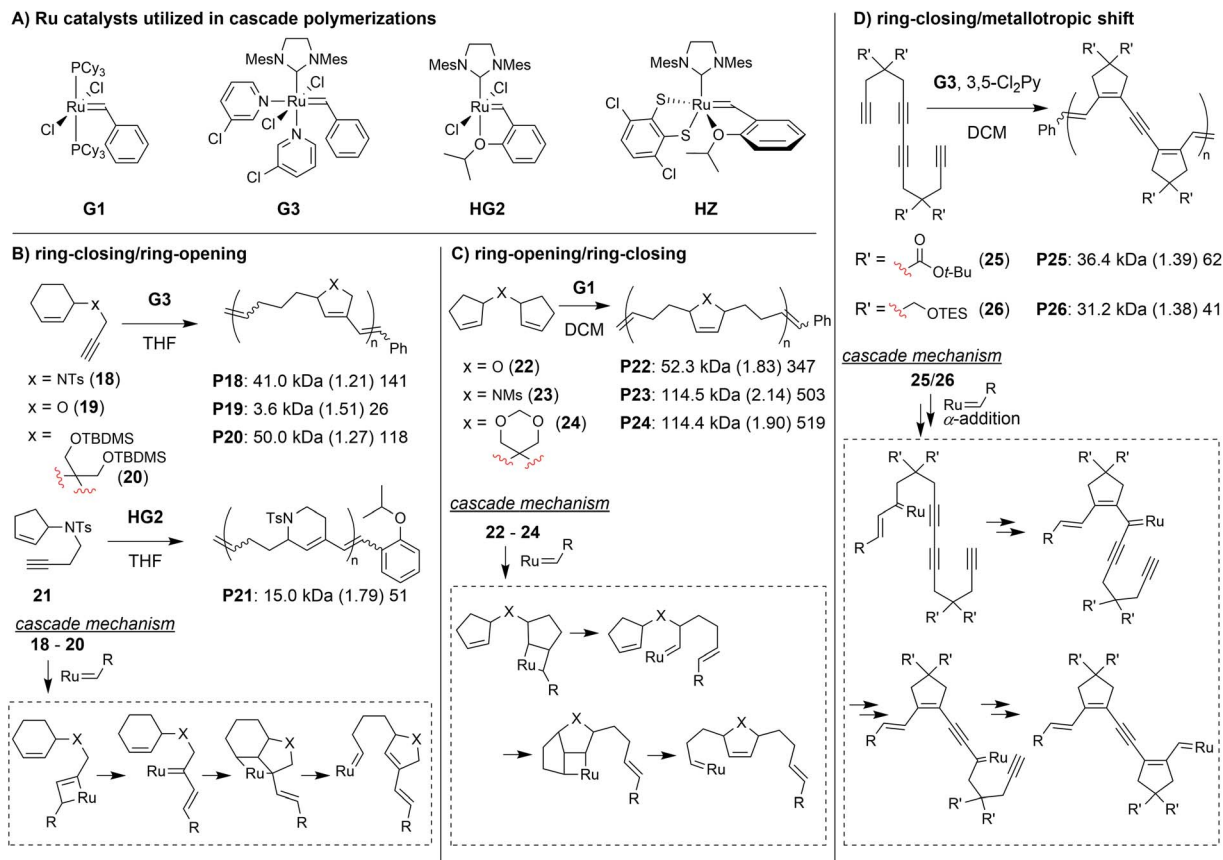 A) Ru catalysts utilized in cascade polymerizations
PCy3
Cl
Ru
Cl
PCy3
G1
Mes N N Mes
Cl
N Ru
Cl
Cl
N
Cl
G3
Mes N N Mes
Cl
Ru
Cl
O
HG2
Mes N N Mes
Cl
S Ru
S
O
Cl
HZ
B) ring-closing/ring-opening
X
G3
THF
X
n
Ph
x = NTs (18)
x = O (19)
x =
OTBDMS
OTBDMS
(20)
P18: 41.0 kDa (1.21) 141
P19: 3.6 kDa (1.51) 26
P20: 50.0 kDa (1.27) 118
NTs
HG2
THF
TsN
n
O
21
P21: 15.0 kDa (1.79) 51
cascade mechanism
18 - 20
Ru R
X
Ru
R
X
Ru
R
X
Ru
R
X
Ru
R
C) ring-opening/ring-closing
X
G1
DCM
X
n
Ph
x = O (22)
x = NMs (23)
x = O O (24)
P22: 52.3 kDa (1.83) 347
P23: 114.5 kDa (2.14) 503
P24: 114.4 kDa (1.90) 519
cascade mechanism
22 - 24
Ru R
X
Ru
R
X
Ru
R
X
Ru
R
X
Ru
R
D) ring-closing/metallotropic shift
R' R'
R' R'
G3, 3,5-Cl2Py
DCM
R' R'
Ph
n
R' R'
R' = O Ot-Bu (25)
P25: 36.4 kDa (1.39) 62
R' = OTES (26)
P26: 31.2 kDa (1.38) 41
cascade mechanism
25/26
Ru R
α-addition
R' R'
Ru
R
R' R'
R' R'
Ru
R
R' R'
R' R'
R
Ru
R' R'
R' R'
R
Ru
R' R'